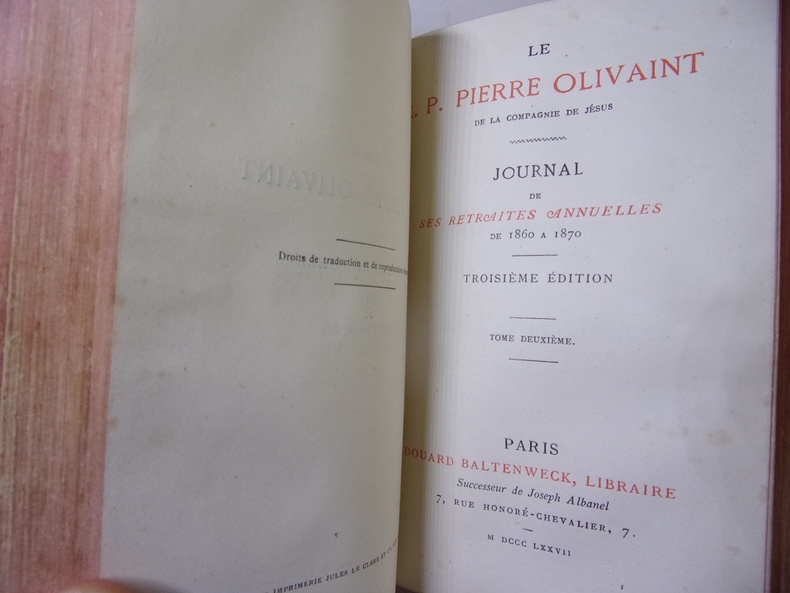 Droits de traduction et de reproduction
IMPRIMERIE JULES LE CLERE ET C
LE
. P. PIERRE OLIVAINT
DE LA COMPAGNIE DE JÉSUS
JOURNAL
DE
SES RETRAITES ANNUELLES
DE 1860 A 1870
TROISIÈME ÉDITION
TOME DEUXIÈME.
PARIS
DOUARD BALTENWECK, LIBRAIRE
Successeur de Joseph Albanel
7, RUE HONORÉ-CHEVALIER, 7.
M DCCC LXXVII